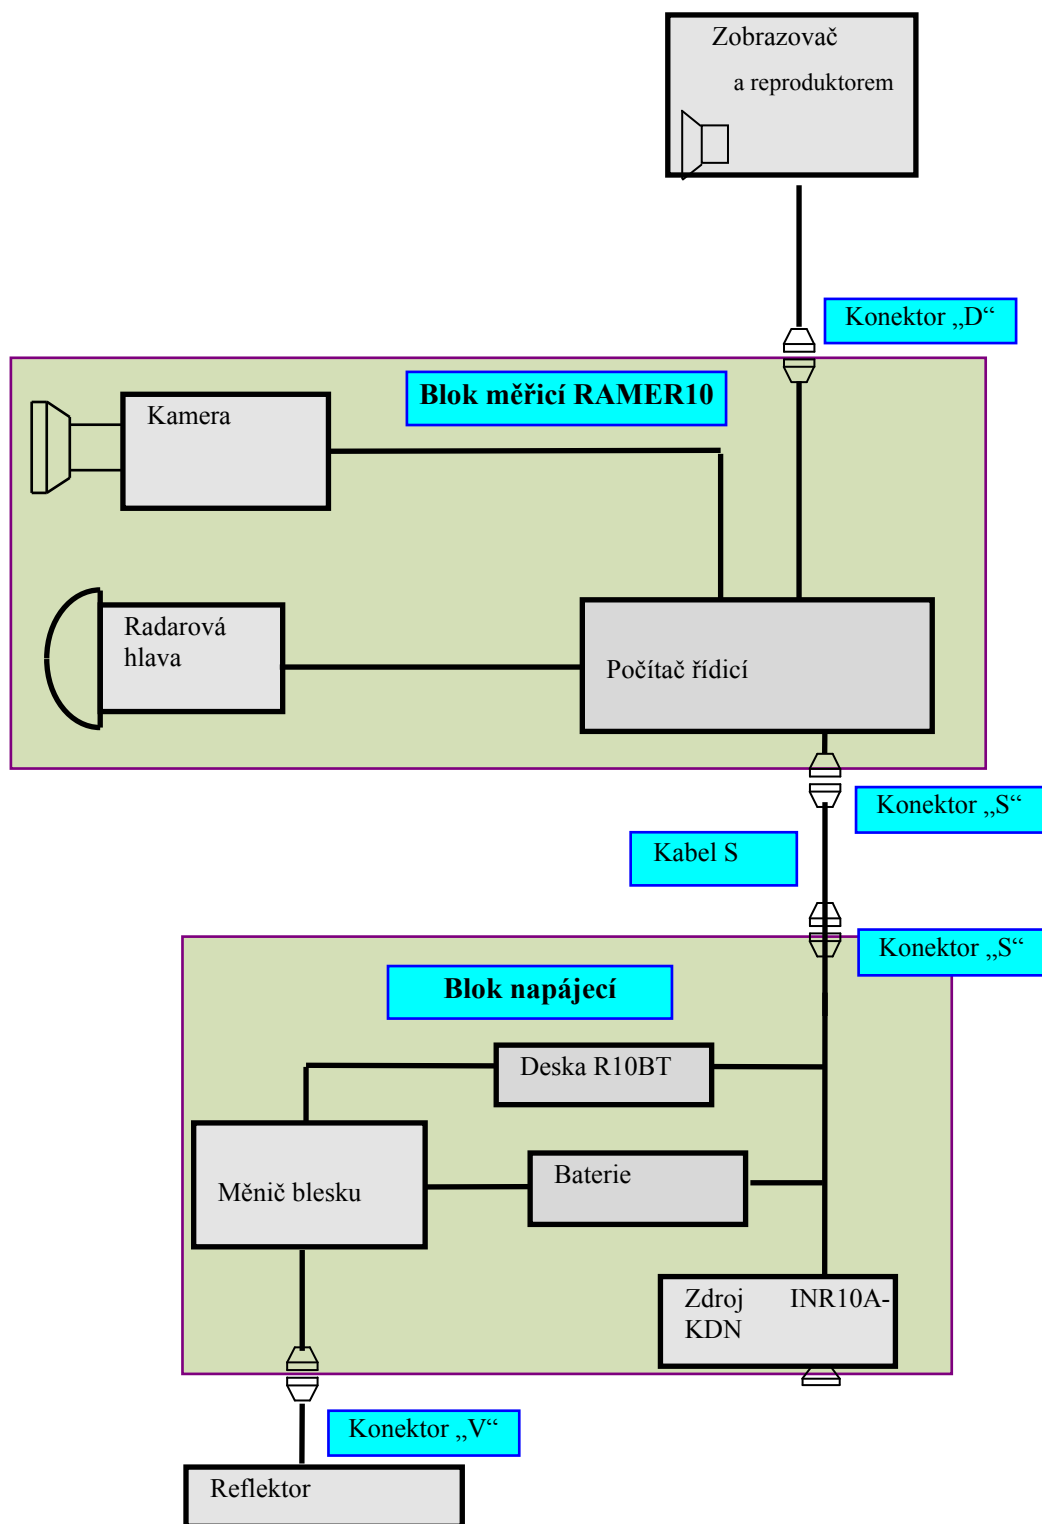 Zobrazovač
a reproduktorem
Konektor „D“
Blok měřicí RAMER10
Kamera
Radarová
hlava
Počítač řídicí
Konektor „S“
Kabel S
Konektor „S“
Blok napájecí
Deska R10BT
Měnič blesku
Baterie
Zdroj INR10A-
KDN
Konektor „V“
Reflektor